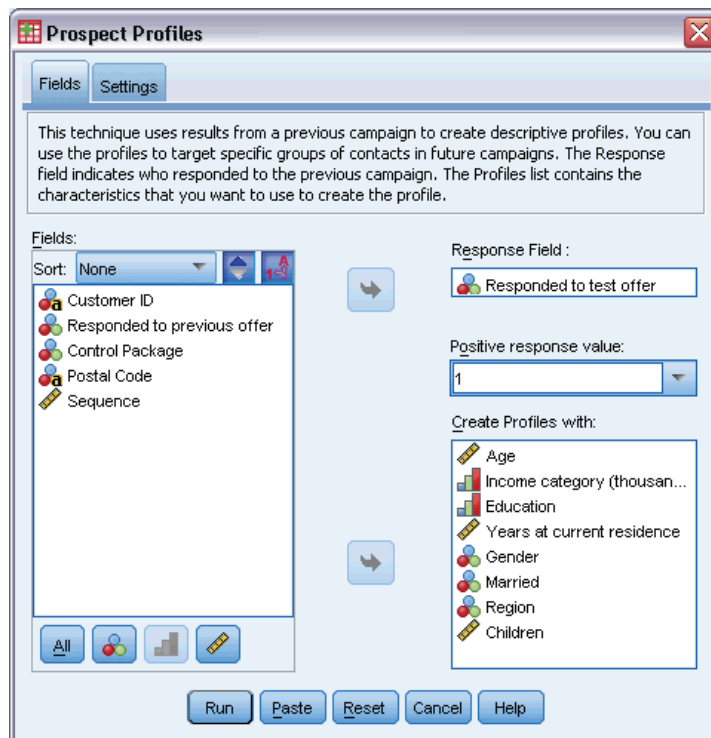 Prospect Profiles
Fields
Settings
This technique uses results from a previous campaign to create descriptive profiles. You can
use the profiles to target specific groups of contacts in future campaigns. The Response
field indicates who responded to the previous campaign. The Profiles list contains the
characteristics that you want to use to create the profile.
Fields:
Sort: None
Customer ID
Responded to previous offer
Control Package
Postal Code
Sequence
All
Response Field :
Responded to test offer
Positive response value:
1
Create Profiles with:
Age
Income category (thousan...
Education
Years at current residence
Gender
Married
Region
Children
Run Paste Reset Cancel Help